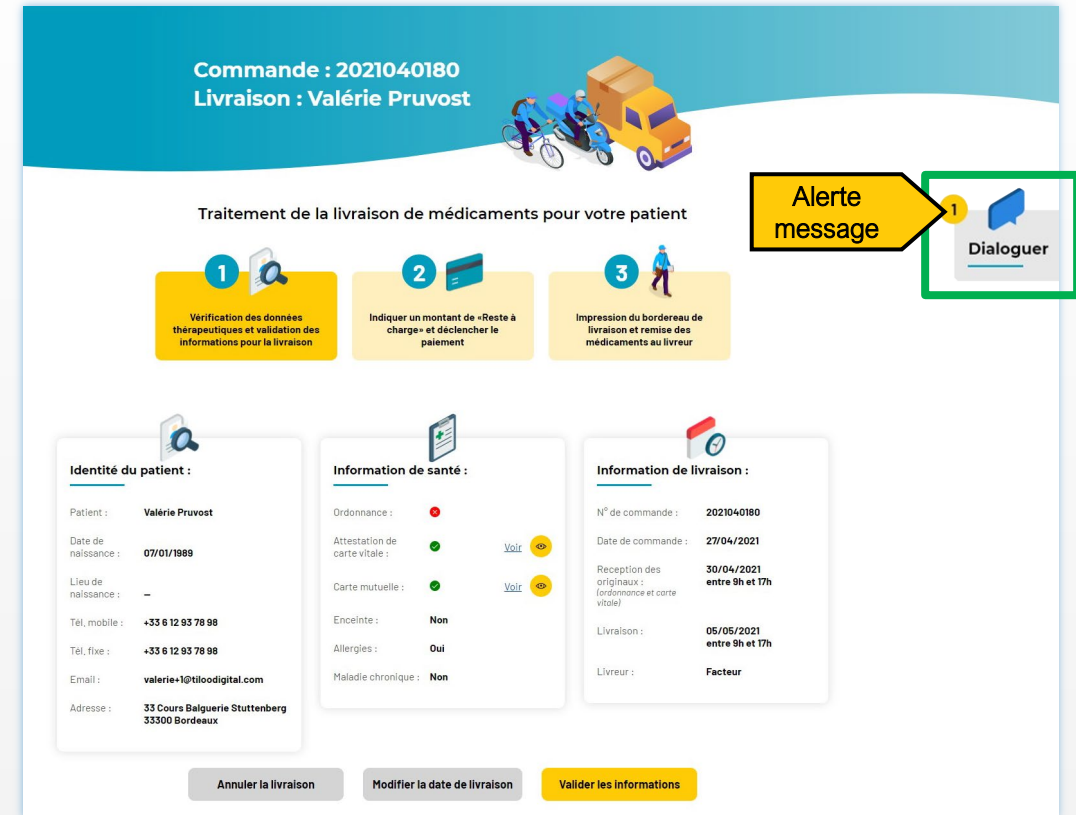 Commande : 2021040180
Livraison : Valérie Pruvost
Alerte
message
1
Dialoguer
Traitement de la livraison de médicaments pour votre patient
1
Vérification des données
thérapeutiques et validation des
informations pour la livraison
2
Indiquer un montant de «Reste à
charge» et déclencher le
paiement
3
Impression du bordereau de
livraison et remise des
médicaments au livreur
Identité du patient :
Patient : Valérie Pruvost
Date de
naissance : 07/01/1989
Lieu de
naissance : —
Tél. mobile : +33 6 12 93 78 98
Tél. fixe : +33 6 12 93 78 98
Email : valerie+1@tiloodigital.com
Adresse : 33 Cours Balguerie Stuttenberg
33300 Bordeaux
Information de santé :
Ordonnance :
Attestation de
carte vitale : Voir
Carte mutuelle : Voir
Enceinte : Non
Allergies : Oui
Maladie chronique : Non
Information de livraison :
N° de commande : 2021040180
Date de commande : 27/04/2021
Reception des 30/04/2021
originaux : entre 9h et 17h
(ordonnance et carte
vitale)
Livraison : 05/05/2021
entre 9h et 17h
Livreur : Facteur
Annuler la livraison
Modifier la date de livraison
Valider les informations